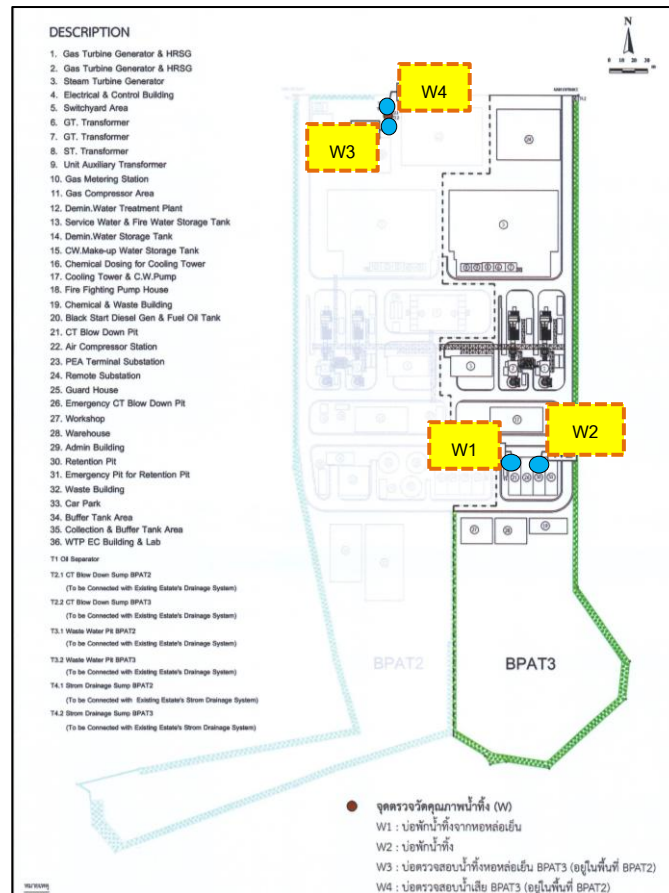 DESCRIPTION
1. Gas Turbine Generator & HRSG
2. Gas Turbine Generator & HRSG
3. Steam Turbine Generator
4. Electrical & Control Building
5. Switchyard Area
6. GT. Transformer
7. GT. Transformer
8. ST. Transformer
9. Unit Auxiliary Transformer
10. Gas Metering Station
11. Gas Compressor Area
12. Demin.Water Treatment Plant
13. Service Water & Fire Water Storage Tank
14. Demin.Water Storage Tank
15. CW.Make-up Water Storage Tank
16. Chemical Dosing for Cooling Tower
17. Cooling Tower & C.W.Pump
18. Fire Fighting Pump House
19. Chemical & Waste Building
20. Black Start Diesel Gen & Fuel Oil Tank
21. CT Blow Down Pit
22. Air Compressor Station
23. PEA Terminal Substation
24. Remote Substation
25. Guard House
26. Emergency CT Blow Down Pit
27. Workshop
28. Warehouse
29. Admin Building
30. Retention Pit
31. Emergency Pit for Retention Pit
32. Waste Building
33. Car Park
34. Buffer Tank Area
35. Collection & Buffer Tank Area
36. WTP EC Building & Lab
T1 Oil Separator
T2.1 CT Blow Down Sump BPAT2
(To be Connected with Existing Estate's Drainage System)
T2.2 CT Blow Down Sump BPAT3
(To be Connected with Existing Estate's Drainage System)
T3.1 Waste Water Pit BPAT2
(To be Connected with Existing Estate's Drainage System)
T3.2 Waste Water Pit BPAT3
(To be Connected with Existing Estate's Drainage System)
T4.1 Strom Drainage Sump BPAT2
(To be Connected with Existing Estate's Strom Drainage System)
T4.2 Strom Drainage Sump BPAT3
(To be Connected with Existing Estate's Strom Drainage System)
N
0 10 20 30
m
W4
W3
W1
W2
BPAT2
BPAT3
จุดตรวจวัดคุณภาพน้ำทิ้ง (W)
W1 : บ่อพักน้ำทิ้งจากหอหล่อเย็น
W2 : บ่อพักน้ำทิ้ง
W3 : บ่อตรวจสอบน้ำทิ้งหอหล่อเย็น BPAT3 (อยู่ในพื้นที่ BPAT2)
W4 : บ่อตรวจสอบน้ำเสีย BPAT3 (อยู่ในพื้นที่ BPAT2)
หมายเหตุ